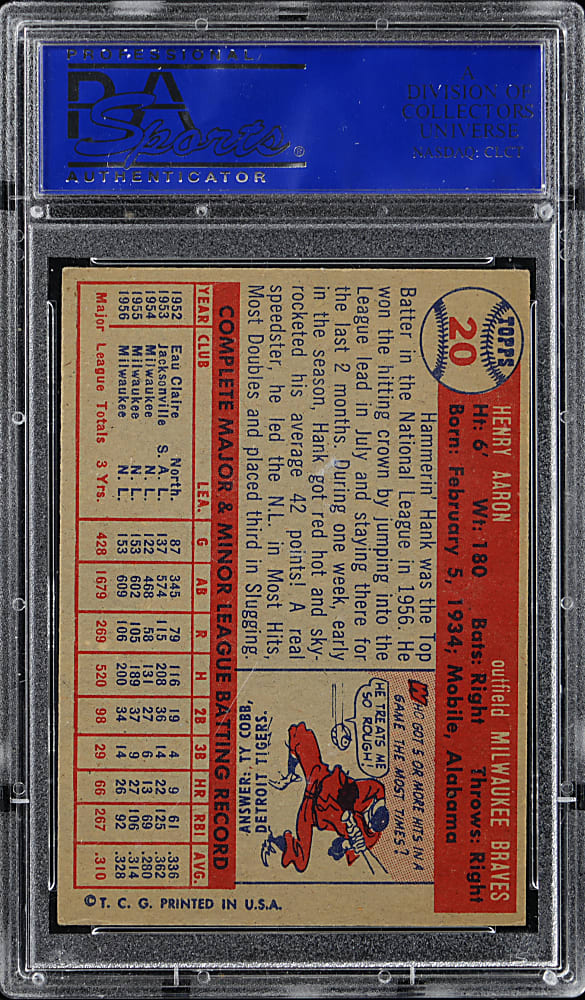 PROFESSIONAL
PSA
Sports®
AUTHENTICATOR
A
DIVISION OF
COLLECTORS
UNIVERSE
NASDAQ: CLCT
TOPPS
20
HENRY AARON outfield MILWAUKEE BRAVES
Ht: 6' Wt: 180 Bats: Right Throws: Right
Born: February 5, 1934, Mobile, Alabama
Hammerin' Hank was the Top
Batter in the National League in 1956. He
won the hitting crown by jumping into the
League lead in July and staying there for
the last 2 months. During one week, early
in the season, Hank got red hot and sky-
rocketed his average 42 points! A real
speedster, he led the N.L. in Most Hits,
Most Doubles and placed third in Slugging.
WHO GOT 5 OR MORE HITS IN A
GAME THE MOST TIMES?
HE TREATS ME
SO ROUGH!
ANSWER: TY COBB,
DETROIT TIGERS.
COMPLETE MAJOR & MINOR LEAGUE BATTING RECORD
YEAR CLUB LEA. G AB R H 2B 3B HR RBI AVG.
1952 Eau Claire North. 87 345 79 116 19 4 9 61 .336
1953 Jacksonville S. A. L. 137 574 115 208 36 14 22 125 .362
1954 Milwaukee N. L. 122 468 58 131 27 6 13 69 .280
1955 Milwaukee N. L. 153 602 105 189 37 9 27 106 .314
1956 Milwaukee N. L. 153 609 106 200 34 14 26 92 .328
Major League Totals 3 Yrs. 428 1679 269 520 98 29 66 267 .310
© T. C. G. PRINTED IN U.S.A.